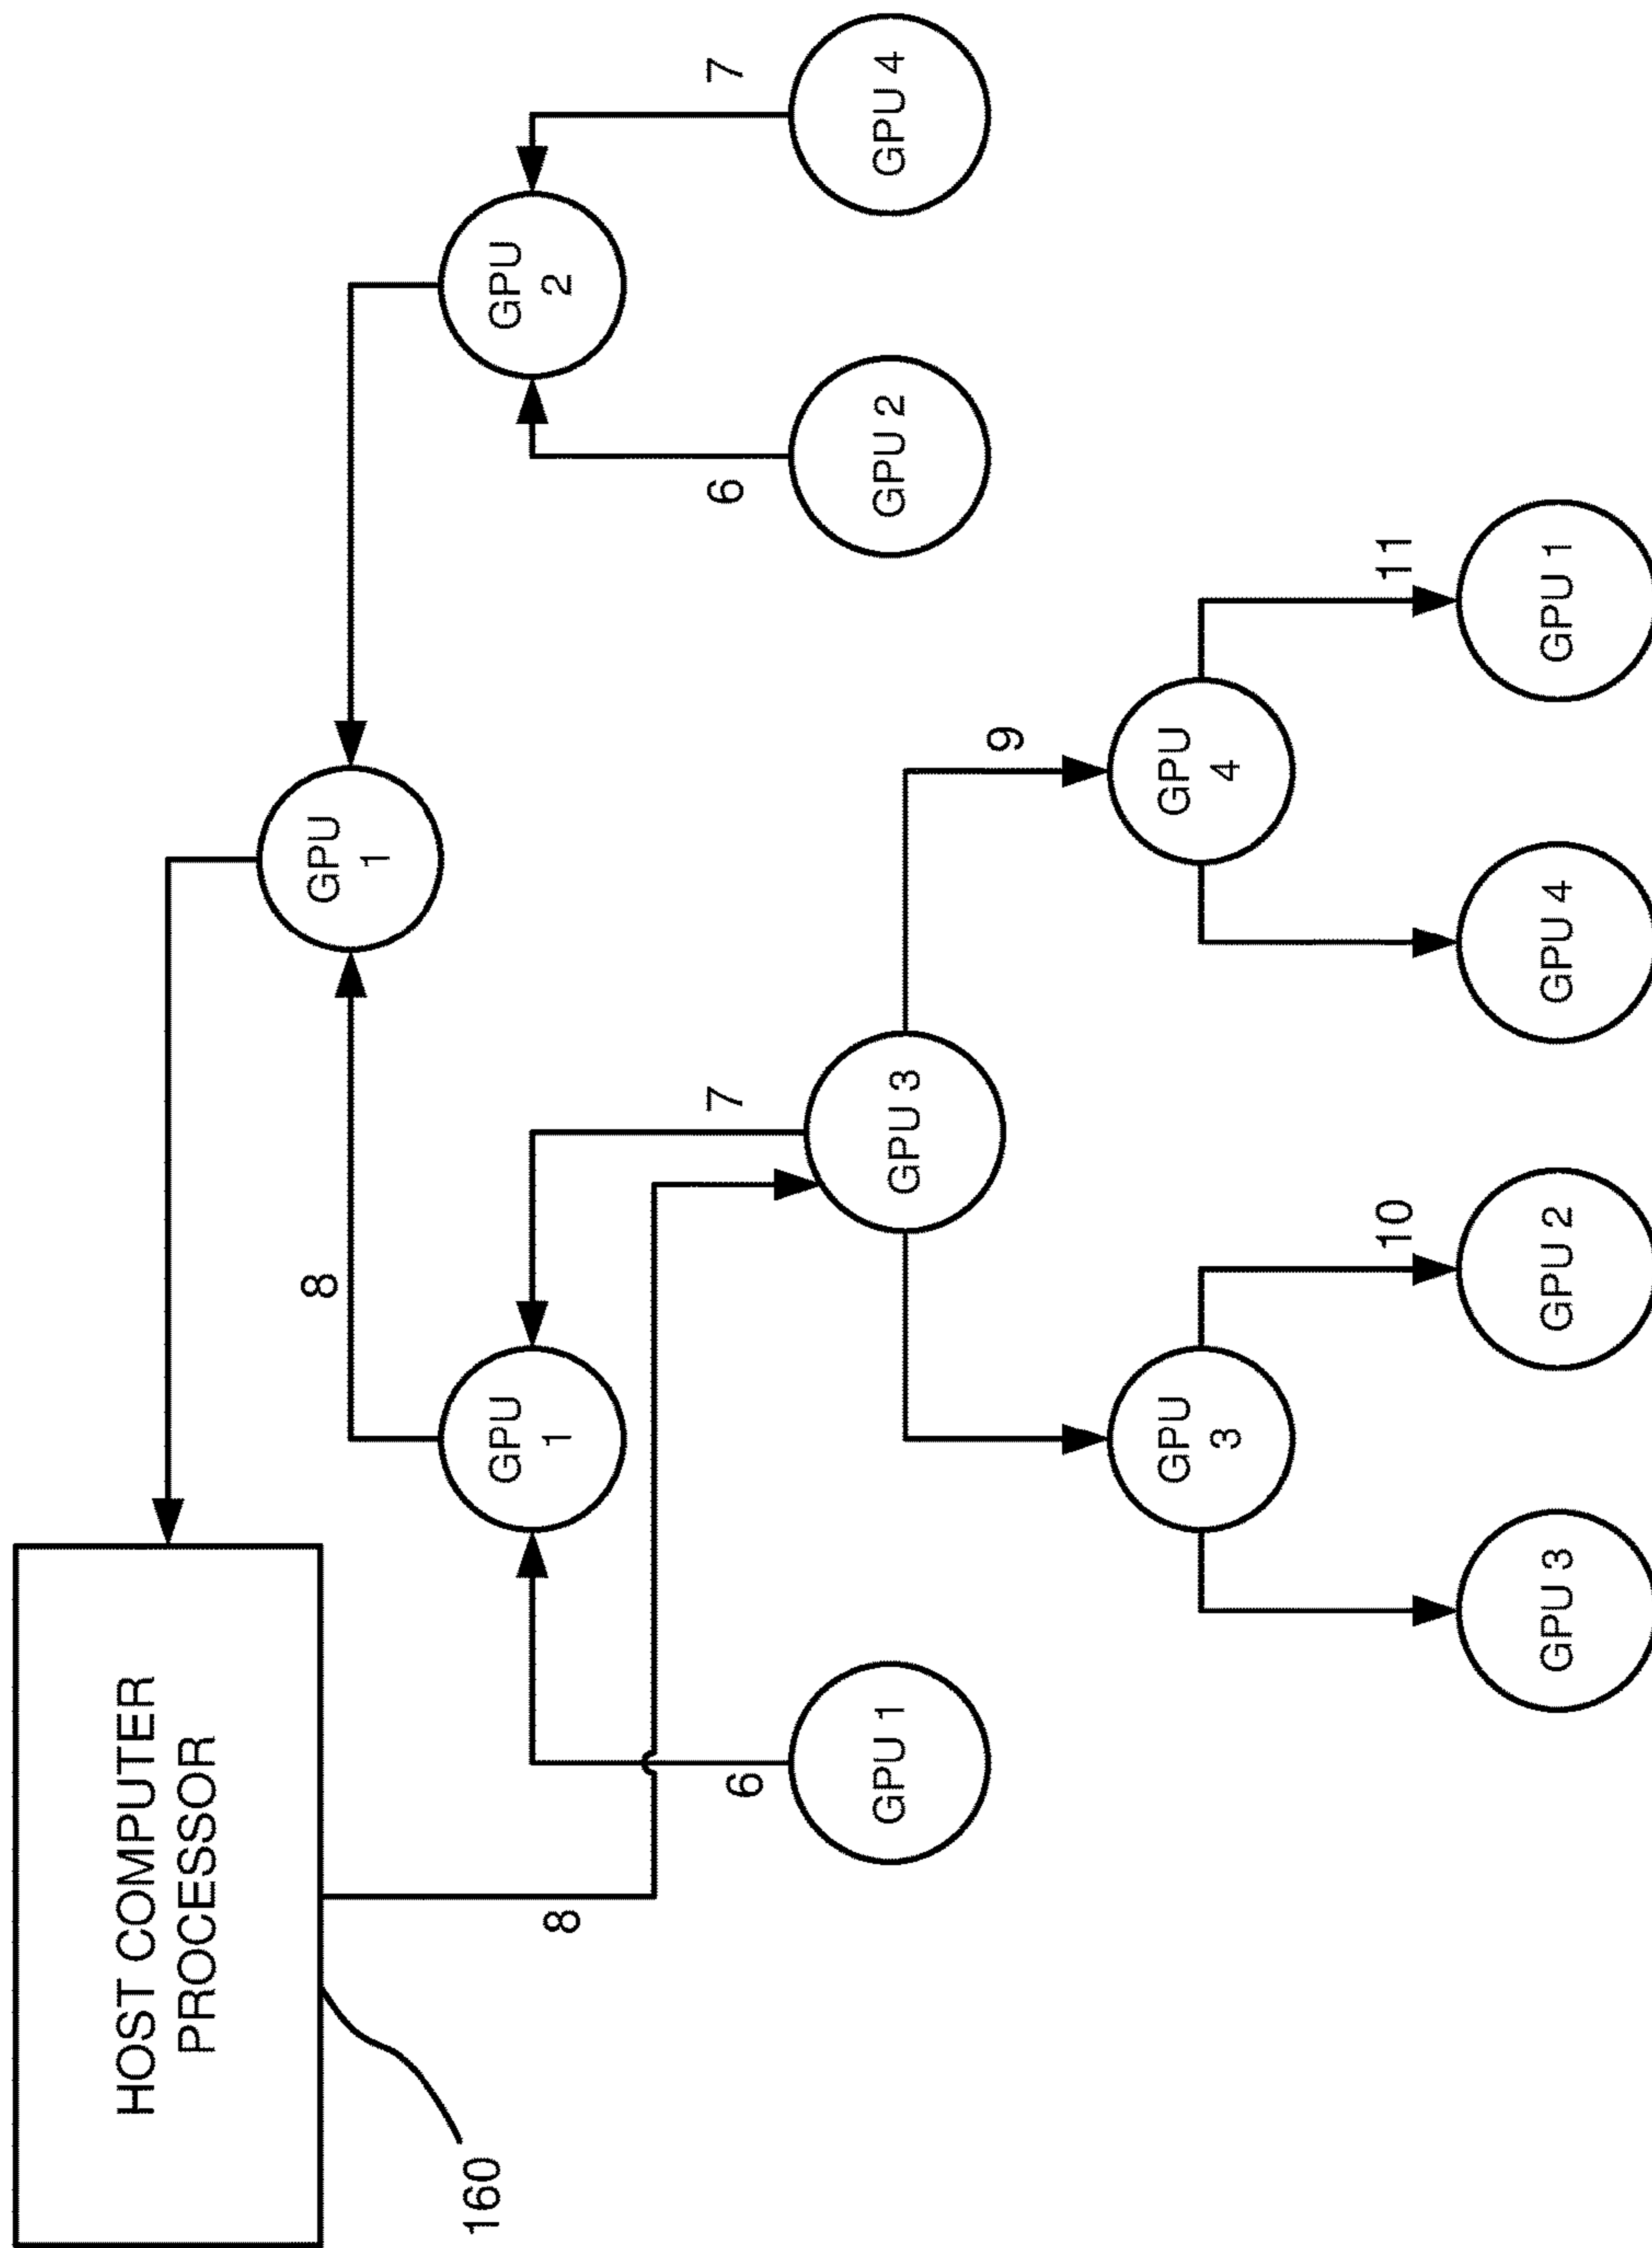 HOST COMPUTER
PROCESSOR
8
GPU
1
160
GPU
1
GPU
2
8
6
7
6
7
GPU 1
GPU 3
GPU 2
GPU 4
9
GPU
3
GPU
4
10
11
GPU 3
GPU 2
GPU 4
GPU 1